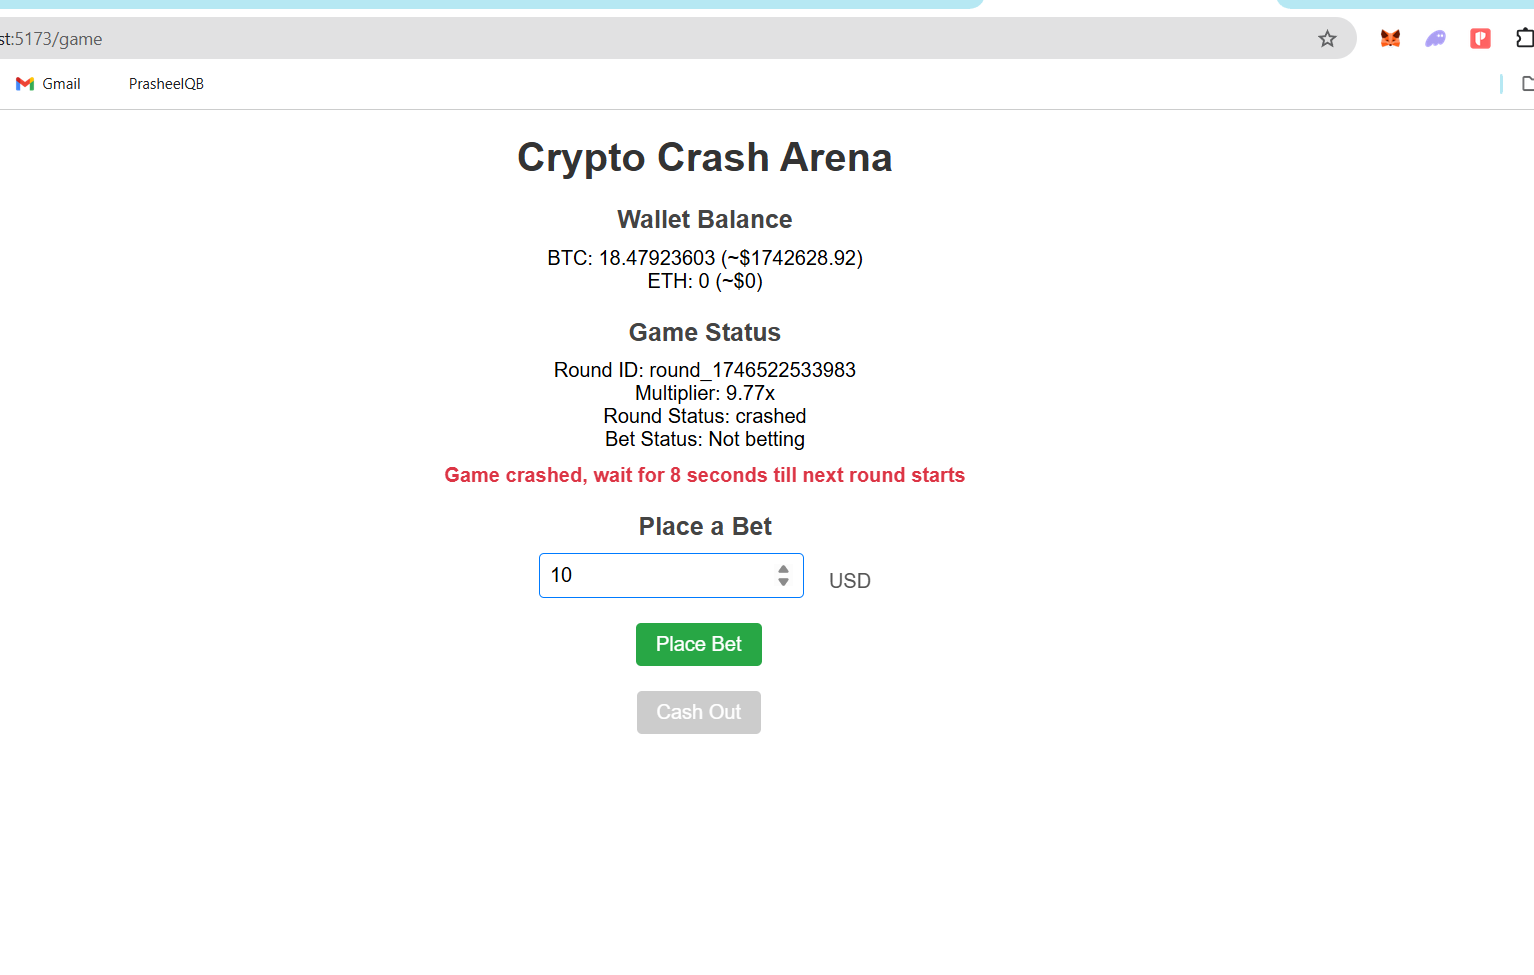 st:5173/game
Gmail PrasheelQB
Crypto Crash Arena
Wallet Balance
BTC: 18.47923603 (~$1742628.92)
ETH: 0 (~$0)
Game Status
Round ID: round_1746522533983
Multiplier: 9.77x
Round Status: crashed
Bet Status: Not betting
Game crashed, wait for 8 seconds till next round starts
Place a Bet
10 USD
Place Bet
Cash Out